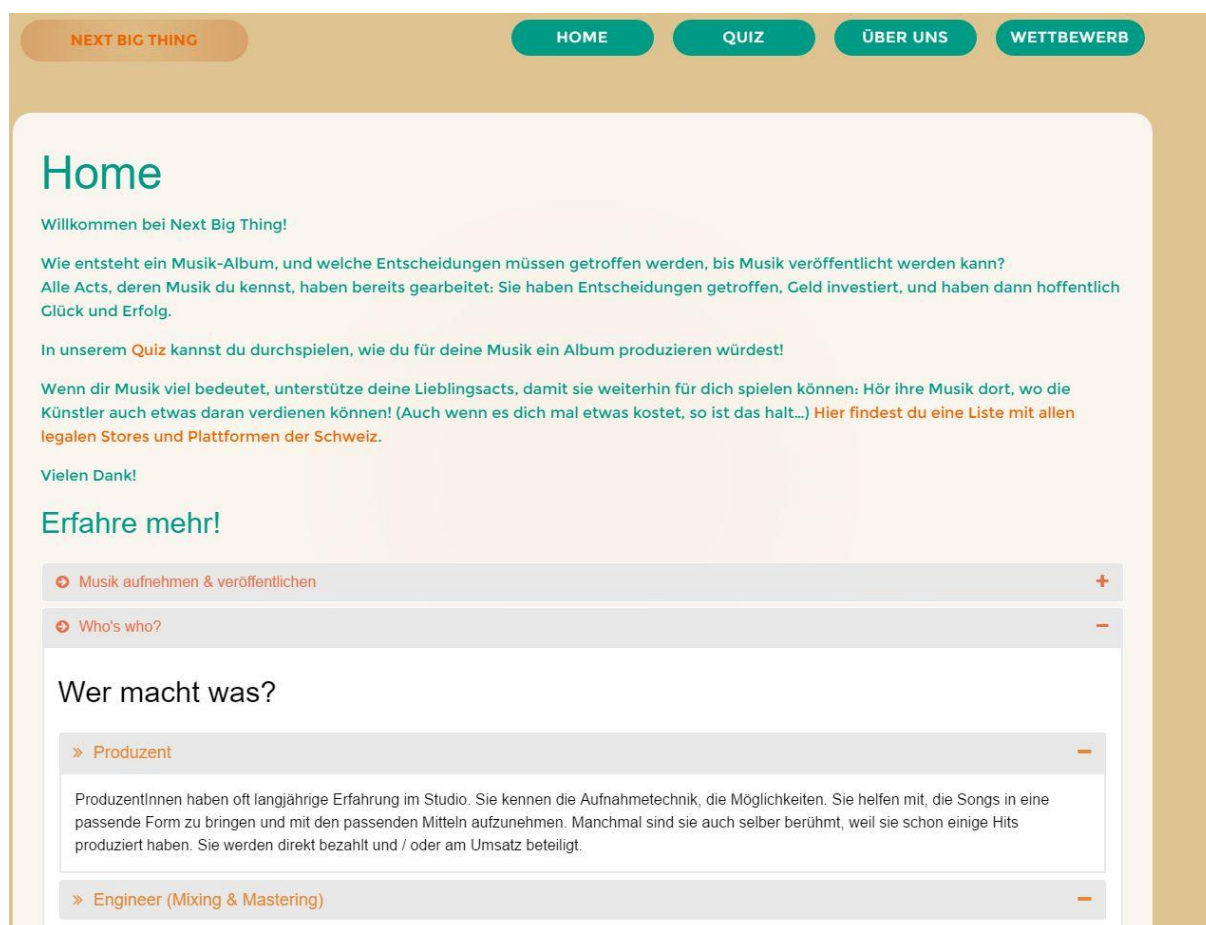 NEXT BIG THING
HOME
QUIZ
ÜBER UNS
WETTBEWERB
Home
Willkommen bei Next Big Thing!
Wie entsteht ein Musik-Album, und welche Entscheidungen müssen getroffen werden, bis Musik veröffentlicht werden kann?
Alle Acts, deren Musik du kennst, haben bereits gearbeitet: Sie haben Entscheidungen getroffen, Geld investiert, und haben dann hoffentlich
Glück und Erfolg.
In unserem Quiz kannst du durchspielen, wie du für deine Musik ein Album produzieren würdest!
Wenn dir Musik viel bedeutet, unterstütze deine Lieblingsacts, damit sie weiterhin für dich spielen können: Hör ihre Musik dort, wo die
Künstler auch etwas daran verdienen können! (Auch wenn es dich mal etwas kostet, so ist das halt…) Hier findest du eine Liste mit allen
legalen Stores und Plattformen der Schweiz.
Vielen Dank!
Erfahre mehr!
Musik aufnehmen & veröffentlichen
Who's who?
Wer macht was?
» Produzent
ProduzentInnen haben oft langjährige Erfahrung im Studio. Sie kennen die Aufnahmetechnik, die Möglichkeiten. Sie helfen mit, die Songs in eine
passende Form zu bringen und mit den passenden Mitteln aufzunehmen. Manchmal sind sie auch selber berühmt, weil sie schon einige Hits
produziert haben. Sie werden direkt bezahlt und / oder am Umsatz beteiligt.
» Engineer (Mixing & Mastering)